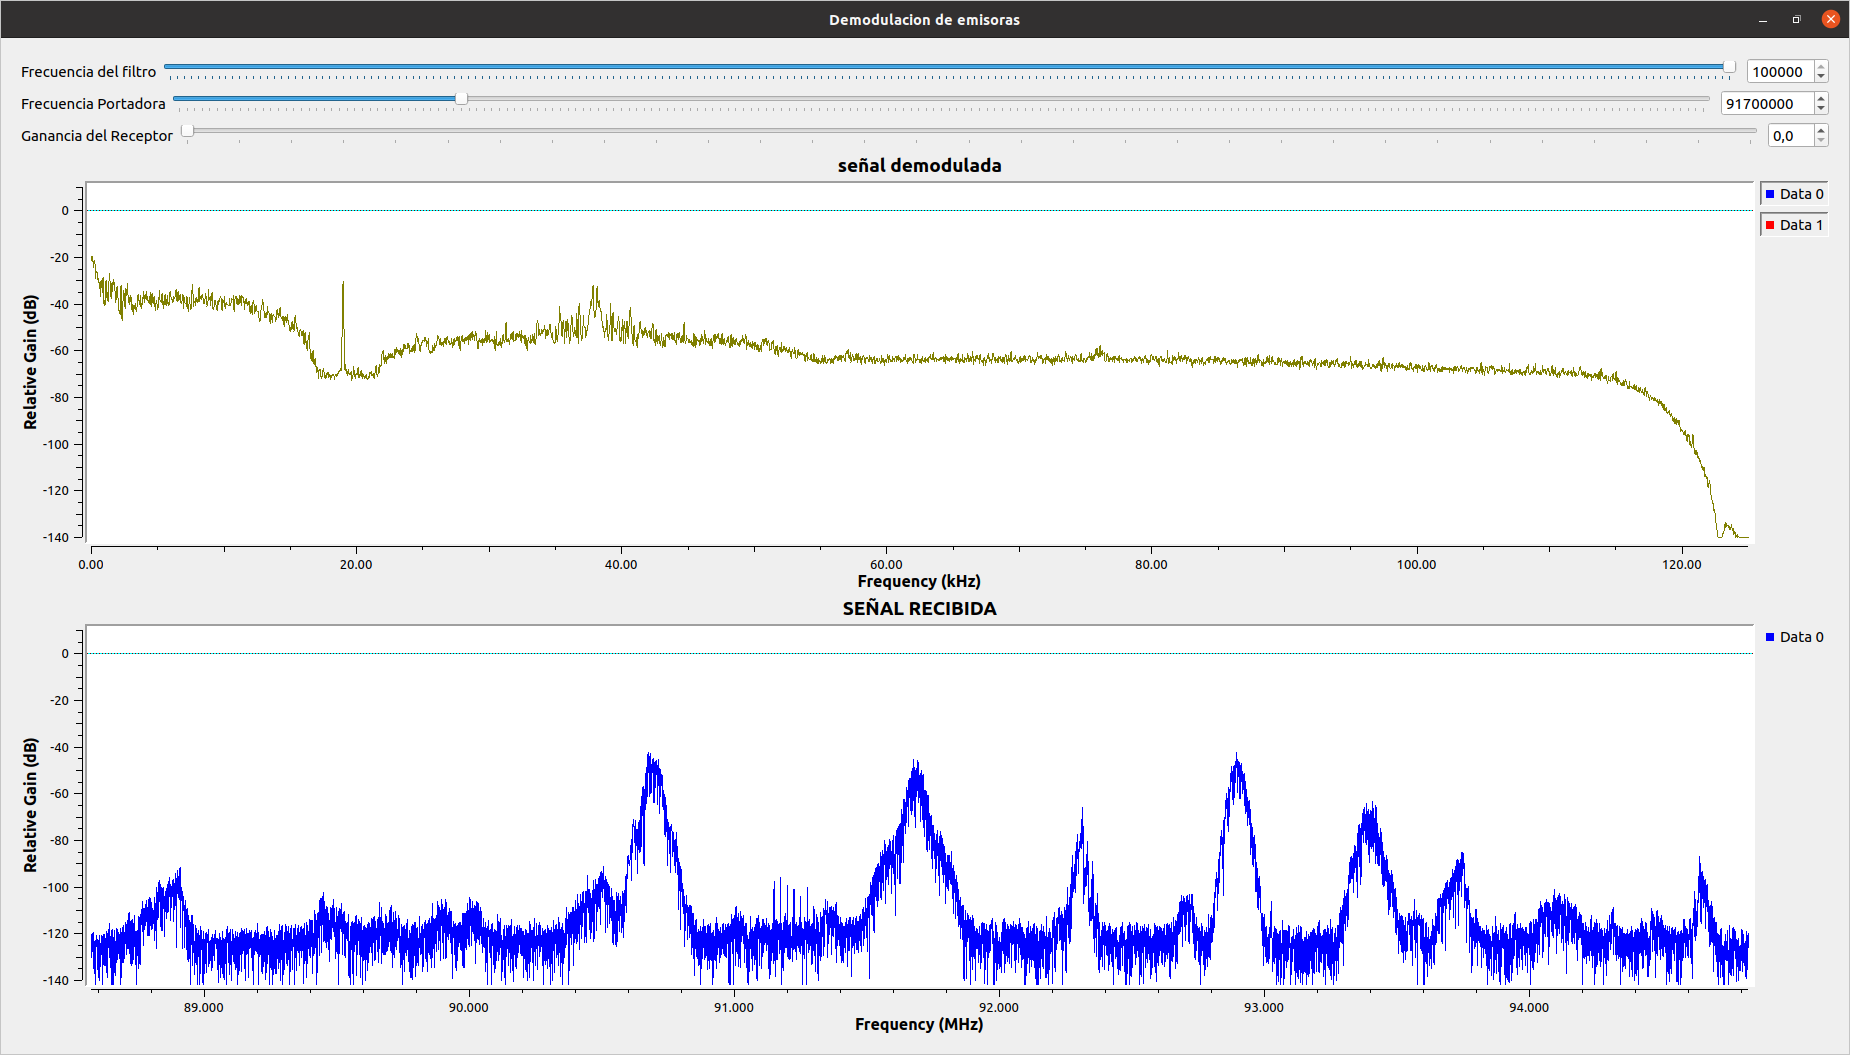 Demodulacion de emisoras
Frecuencia del filtro 100000
Frecuencia Portadora 91700000
Ganancia del Receptor 0,0
señal demodulada
Data 0
Data 1
Relative Gain (dB)
0
-20
-40
-60
-80
-100
-120
-140
0.00 20.00 40.00 60.00 80.00 100.00 120.00
Frequency (kHz)
SEÑAL RECIBIDA
Data 0
Relative Gain (dB)
0
-20
-40
-60
-80
-100
-120
-140
89.000 90.000 91.000 92.000 93.000 94.000
Frequency (MHz)